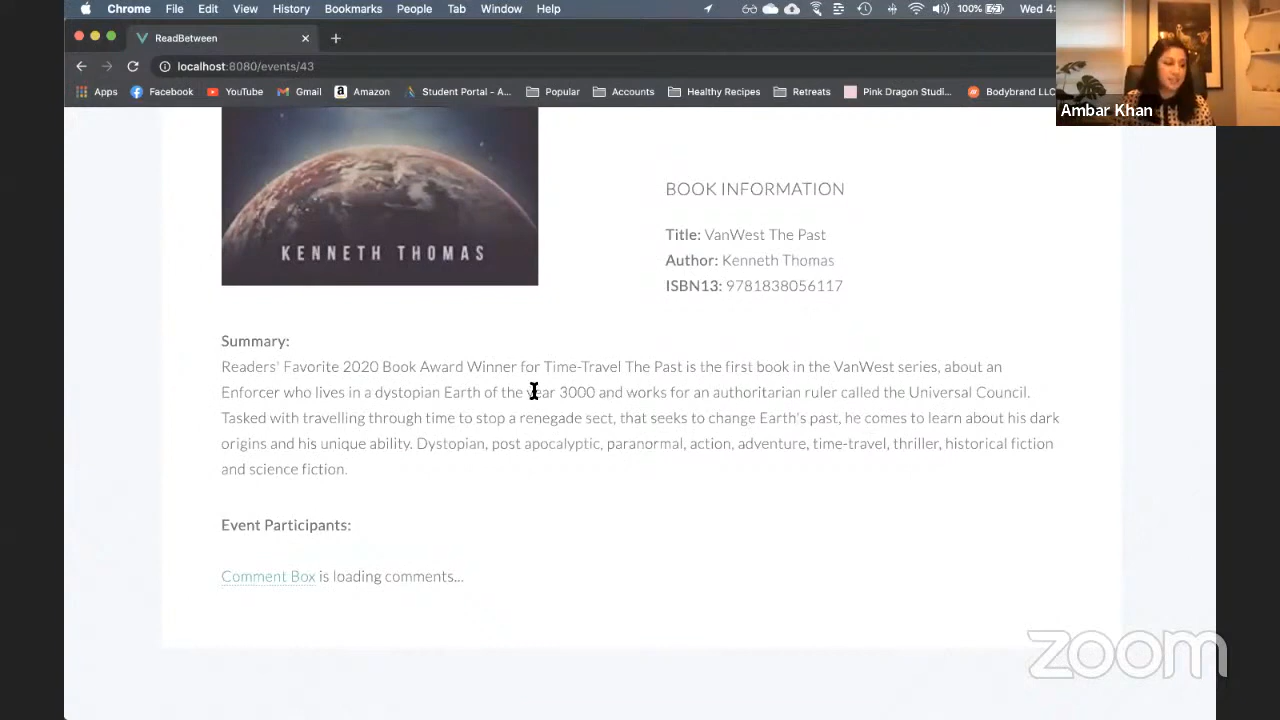 Chrome File Edit View History Bookmarks People Tab Window Help 100% Wed 4:
ReadBetween
localhost:8080/events/43
Apps Facebook YouTube Gmail Amazon Student Portal - A... Popular Accounts Healthy Recipes Retreats Pink Dragon Studi... Bodybrand LLC
Ambar Khan
KENNETH THOMAS
BOOK INFORMATION
Title: VanWest The Past
Author: Kenneth Thomas
ISBN13: 9781838056117
Summary:
Readers' Favorite 2020 Book Award Winner for Time-Travel The Past is the first book in the VanWest series, about an
Enforcer who lives in a dystopian Earth of the year 3000 and works for an authoritarian ruler called the Universal Council.
Tasked with travelling through time to stop a renegade sect, that seeks to change Earth's past, he comes to learn about his dark
origins and his unique ability. Dystopian, post apocalyptic, paranormal, action, adventure, time-travel, thriller, historical fiction
and science fiction.
Event Participants:
Comment Box is loading comments...
zoom